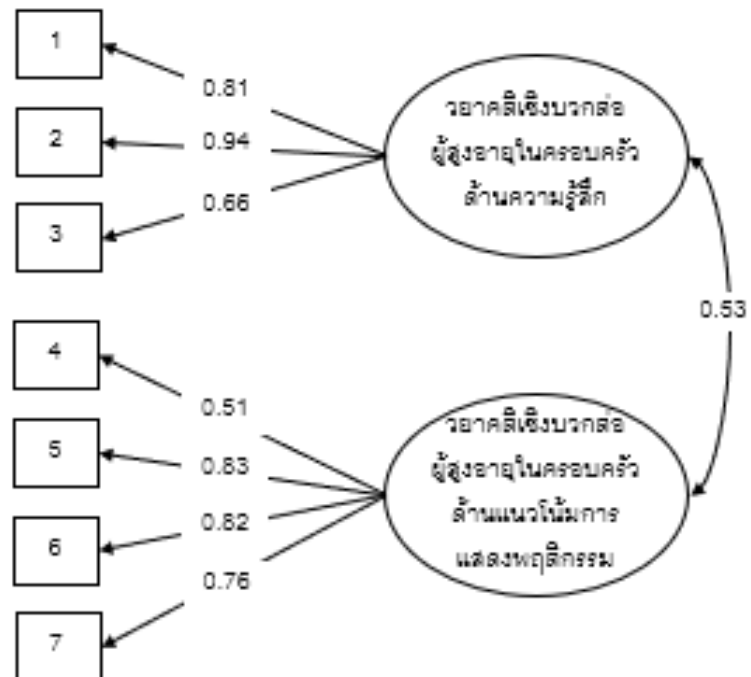 1
0.81
2
0.94
3
0.66
วยาคติเชิงบวกต่อ
ผู้สูงอายุในครอบครัว
ด้านความรู้สึก
0.53
4
0.51
5
0.83
6
0.82
7
0.76
วยาคติเชิงบวกต่อ
ผู้สูงอายุในครอบครัว
ด้านแนวโน้มการ
แสดงพฤติกรรม